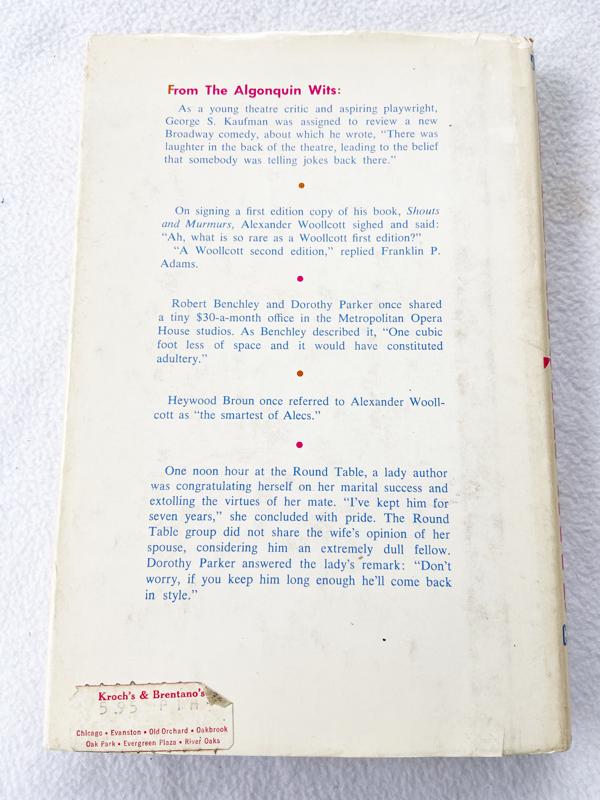 From The Algonquin Wits:
As a young theatre critic and aspiring playwright,
George S. Kaufman was assigned to review a new
Broadway comedy, about which he wrote, “There was
laughter in the back of the theatre, leading to the belief
that somebody was telling jokes back there.”
•
On signing a first edition copy of his book, Shouts
and Murmurs, Alexander Woollcott sighed and said:
“Ah, what is so rare as a Woollcott first edition?”
“A Woollcott second edition,” replied Franklin P.
Adams.
•
Robert Benchley and Dorothy Parker once shared
a tiny $30-a-month office in the Metropolitan Opera
House studios. As Benchley described it, “One cubic
foot less of space and it would have constituted
adultery.”
•
Heywood Broun once referred to Alexander Wooll-
cott as “the smartest of Alecs.”
•
One noon hour at the Round Table, a lady author
was congratulating herself on her marital success and
extolling the virtues of her mate. “I’ve kept him for
seven years,” she concluded with pride. The Round
Table group did not share the wife’s opinion of her
spouse, considering him an extremely dull fellow.
Dorothy Parker answered the lady’s remark: “Don’t
worry, if you keep him long enough he’ll come back
in style.”
Kroch's & Brentano's
5.95
Chicago • Evanston • Old Orchard • Oakbrook
Oak Park • Evergreen Plaza • River Oaks